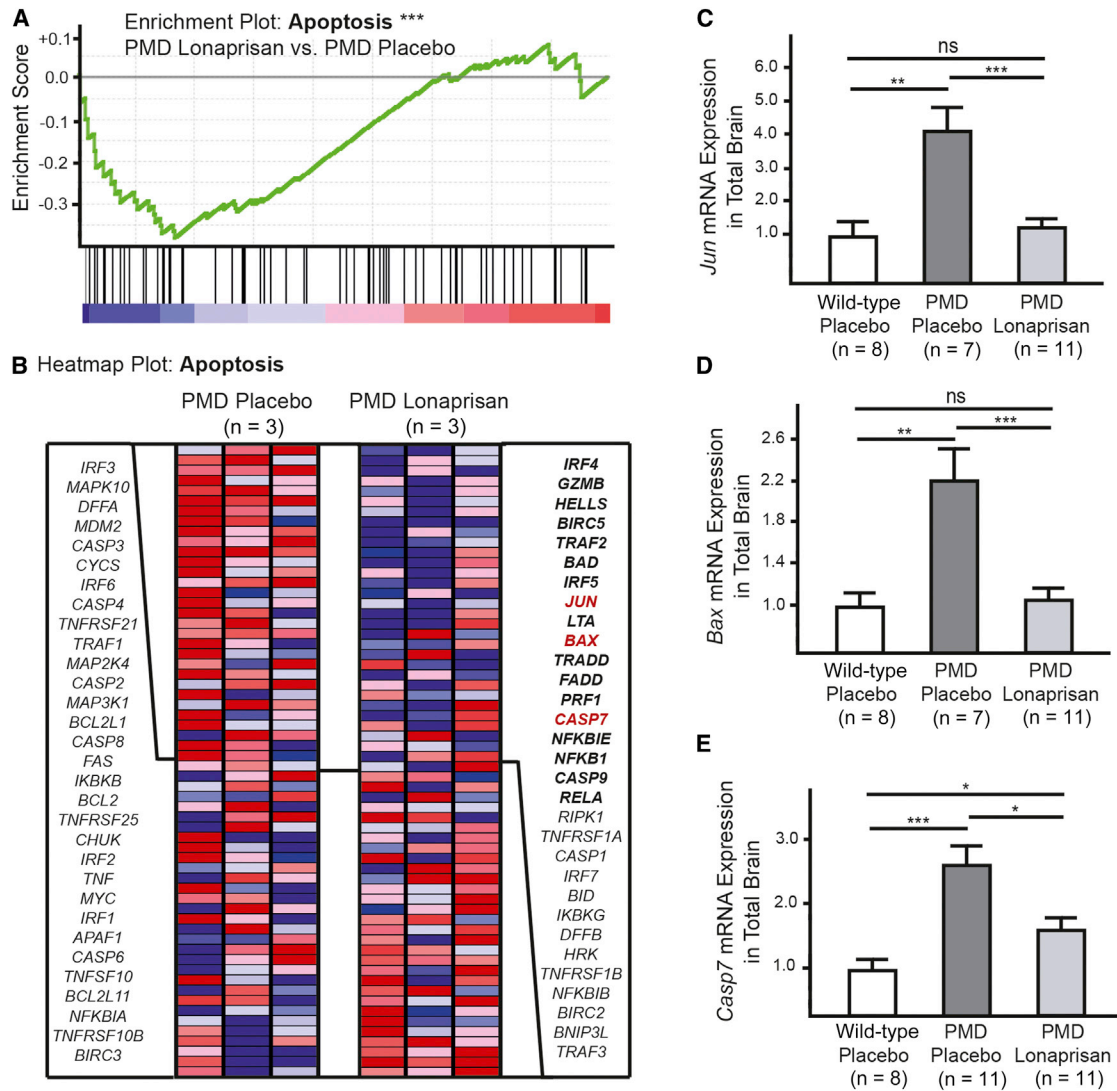 A
Enrichment Plot: Apoptosis ***
PMD Lonaprisan vs. PMD Placebo
Enrichment Score
+0.1
0.0
-0.1
-0.2
-0.3
B Heatmap Plot: Apoptosis
PMD Placebo
(n = 3)
PMD Lonaprisan
(n = 3)
IRF3
MAPK10
DFFA
MDM2
CASP3
CYCS
IRF6
CASP4
TNFRSF21
TRAF1
MAP2K4
CASP2
MAP3K1
BCL2L1
CASP8
FAS
IKBKB
BCL2
TNFRSF25
CHUK
IRF2
TNF
MYC
IRF1
APAF1
CASP6
TNFSF10
BCL2L11
NFKBIA
TNFRSF10B
BIRC3
IRF4
GZMB
HELLS
BIRC5
TRAF2
BAD
IRF5
JUN
LTA
BAX
TRADD
FADD
PRF1
CASP7
NFKBIE
NFKB1
CASP9
RELA
RIPK1
TNFRSF1A
CASP1
IRF7
BID
IKBKG
DFFB
HRK
TNFRSF1B
NFKBIB
BIRC2
BNIP3L
TRAF3
C
Jun mRNA Expression
in Total Brain
6.0
5.0
4.0
3.0
2.0
1.0
ns
**
***
Wild-type
Placebo
(n = 8)
PMD
Placebo
(n = 7)
PMD
Lonaprisan
(n = 11)
D
Bax mRNA Expression
in Total Brain
2.6
2.2
1.8
1.4
1.0
ns
**
***
Wild-type
Placebo
(n = 8)
PMD
Placebo
(n = 7)
PMD
Lonaprisan
(n = 11)
E
Casp7 mRNA Expression
in Total Brain
3.0
2.0
1.0
*
***
*
Wild-type
Placebo
(n = 8)
PMD
Placebo
(n = 11)
PMD
Lonaprisan
(n = 11)